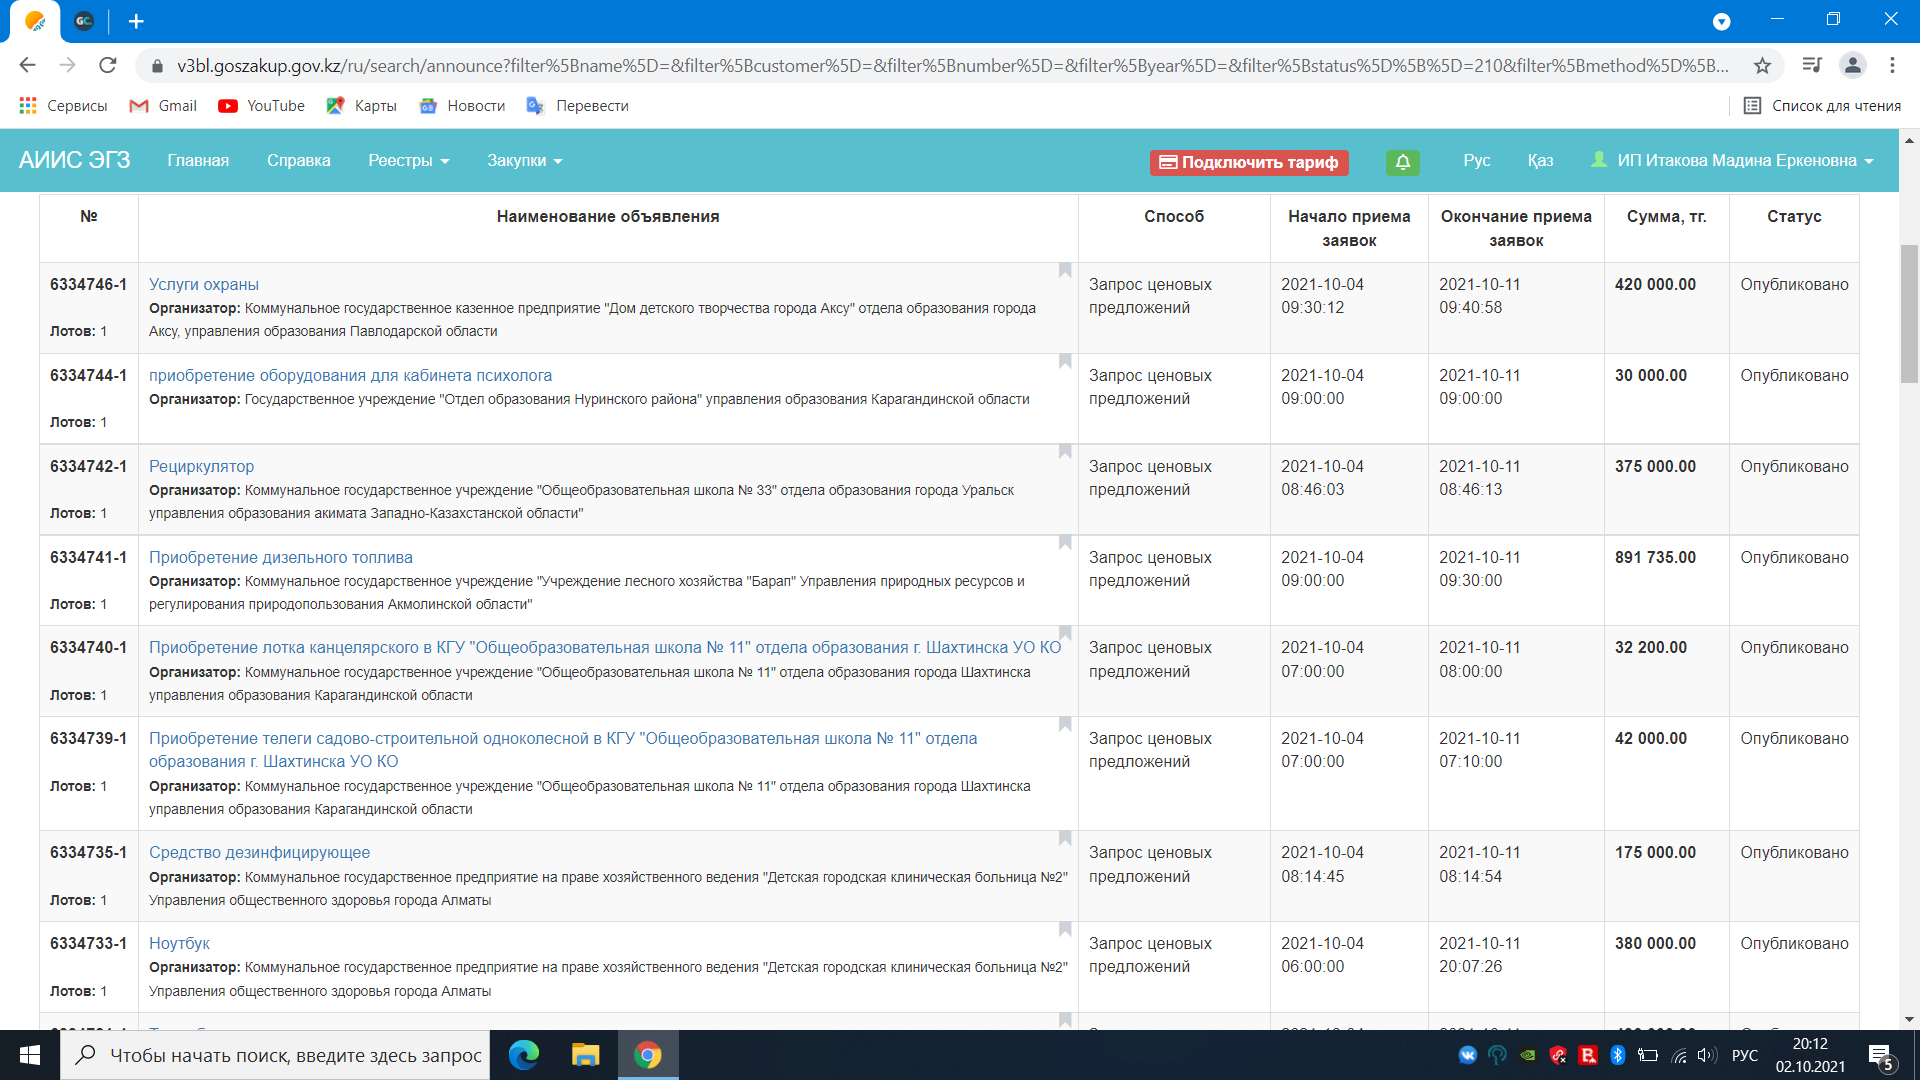 GC
v3bl.goszakup.gov.kz/ru/search/announce?filter%5Bname%5D=&filter%5Bcustomer%5D=&filter%5Bnumber%5D=&filter%5Byear%5D=&filter%5Bstatus%5D%5B%5D=210&filter%5Bmethod%5D%5B...
Сервисы Gmail YouTube Карты Новости Перевести Список для чтения
АИИС ЭГЗ Главная Справка Реестры Закупки Подключить тариф Рус Қаз ИП Итакова Мадина Еркеновна
№ Наименование объявления Способ Начало приема заявок Окончание приема заявок Сумма, тг. Статус
6334746-1 Услуги охраны Запрос ценовых 2021-10-04 2021-10-11 420 000.00 Опубликовано
Организатор: Коммунальное государственное казенное предприятие "Дом детского творчества города Аксу" отдела образования города предложений 09:30:12 09:40:58
Лотов: 1 Аксу, управления образования Павлодарской области
6334744-1 приобретение оборудования для кабинета психолога Запрос ценовых 2021-10-04 2021-10-11 30 000.00 Опубликовано
Организатор: Государственное учреждение "Отдел образования Нуринского района" управления образования Карагандинской области предложений 09:00:00 09:00:00
Лотов: 1
6334742-1 Рециркулятор Запрос ценовых 2021-10-04 2021-10-11 375 000.00 Опубликовано
Организатор: Коммунальное государственное учреждение "Общеобразовательная школа № 33" отдела образования города Уральск предложений 08:46:03 08:46:13
Лотов: 1 управления образования акимата Западно-Казахстанской области"
6334741-1 Приобретение дизельного топлива Запрос ценовых 2021-10-04 2021-10-11 891 735.00 Опубликовано
Организатор: Коммунальное государственное учреждение "Учреждение лесного хозяйства "Барап" Управления природных ресурсов и предложений 09:00:00 09:30:00
Лотов: 1 регулирования природопользования Акмолинской области"
6334740-1 Приобретение лотка канцелярского в КГУ "Общеобразовательная школа № 11" отдела образования г. Шахтинска УО КО Запрос ценовых 2021-10-04 2021-10-11 32 200.00 Опубликовано
Организатор: Коммунальное государственное учреждение "Общеобразовательная школа № 11" отдела образования города Шахтинска предложений 07:00:00 08:00:00
Лотов: 1 управления образования Карагандинской области
6334739-1 Приобретение телеги садово-строительной одноколесной в КГУ "Общеобразовательная школа № 11" отдела Запрос ценовых 2021-10-04 2021-10-11 42 000.00 Опубликовано
образования г. Шахтинска УО КО предложений 07:00:00 07:10:00
Лотов: 1 Организатор: Коммунальное государственное учреждение "Общеобразовательная школа № 11" отдела образования города Шахтинска
управления образования Карагандинской области
6334735-1 Средство дезинфицирующее Запрос ценовых 2021-10-04 2021-10-11 175 000.00 Опубликовано
Организатор: Коммунальное государственное предприятие на праве хозяйственного ведения "Детская городская клиническая больница №2" предложений 08:14:45 08:14:54
Лотов: 1 Управления общественного здоровья города Алматы
6334733-1 Ноутбук Запрос ценовых 2021-10-04 2021-10-11 380 000.00 Опубликовано
Организатор: Коммунальное государственное предприятие на праве хозяйственного ведения "Детская городская клиническая больница №2" предложений 06:00:00 20:07:26
Лотов: 1 Управления общественного здоровья города Алматы
Чтобы начать поиск, введите здесь запрос РУС 20:12
02.10.2021 5